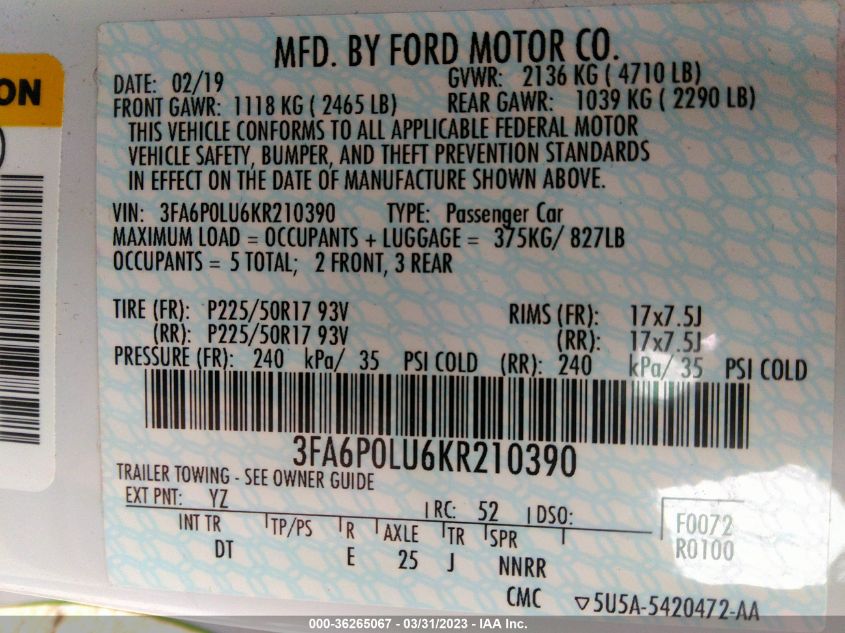 ON
MFD. BY FORD MOTOR CO.
DATE: 02/19 GVWR: 2136 KG ( 4710 LB)
FRONT GAWR: 1118 KG ( 2465 LB) REAR GAWR: 1039 KG ( 2290 LB)
THIS VEHICLE CONFORMS TO ALL APPLICABLE FEDERAL MOTOR
VEHICLE SAFETY, BUMPER, AND THEFT PREVENTION STANDARDS
IN EFFECT ON THE DATE OF MANUFACTURE SHOWN ABOVE.
VIN: 3FA6P0LU6KR210390 TYPE: Passenger Car
MAXIMUM LOAD = OCCUPANTS + LUGGAGE = 375KG/ 827LB
OCCUPANTS = 5 TOTAL; 2 FRONT, 3 REAR
TIRE (FR): P225/50R17 93V RIMS (FR): 17x7.5J
(RR): P225/50R17 93V (RR): 17x7.5J
PRESSURE (FR): 240 kPa/ 35 PSI COLD (RR): 240 kPa/ 35 PSI COLD
3FA6P0LU6KR210390
TRAILER TOWING - SEE OWNER GUIDE
EXT PNT: YZ RC: 52 DSO:
INT TR TP/PS R AXLE TR SPR
DT E 25 J NNRR
F0072
R0100
CMC ▽5U5A-5420472-AA
000-36265067 / 03/31/2023 - IAA Inc.